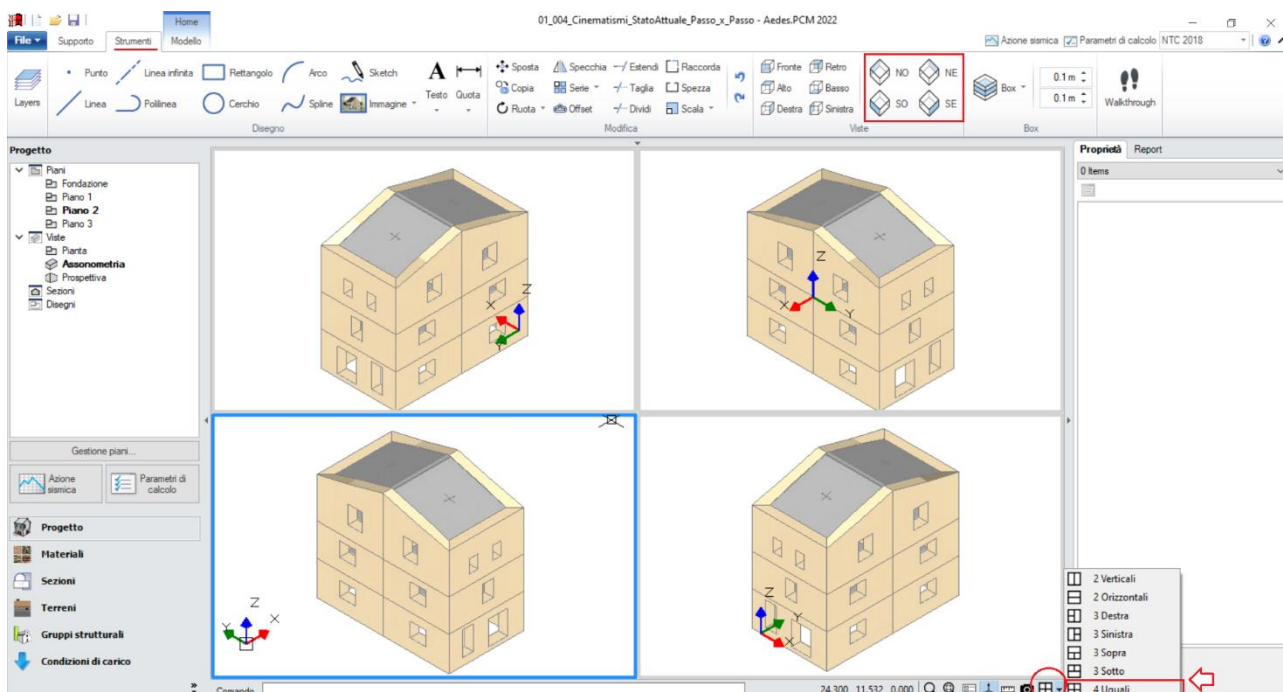 01_004_Cinematismi_StatoAttuale_Passo_x_Passo - Aedes.PCM 2022
Home
File Supporto Strumenti Modello
Azione sismica Parametri di calcolo NTC 2018
Layers
Punto Linea infinita Rettangolo Arco Sketch
Linea Polilinea Cerchio Spline Immagine
Testo Quota
Disegno
Sposta Specchia Estendi Raccorda
Copia Serie Taglia Spezza
Ruota Offset Dividi Scala
Modifica
Fronte Retro
Alto Basso
Destra Sinistra
NO NE
SO SE
Viste
Box
0.1 m
0.1 m
Box
Walkthrough
Progetto
Piani
Fondazione
Piano 1
Piano 2
Piano 3
Viste
Pianta
Assonometria
Prospettiva
Sezioni
Disegni
Gestione piani...
Azione sismica
Parametri di calcolo
Progetto
Materiali
Sezioni
Terreni
Gruppi strutturali
Condizioni di carico
X Y Z
Z X Y
Z Y X
Z Y X
Proprietà Report
0 Items
2 Verticali
2 Orizzontali
3 Destra
3 Sinistra
3 Sopra
3 Sotto
4 Uguali
Comando
24.300 11.532 0.000